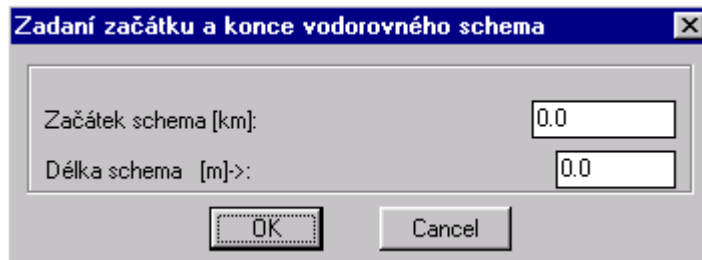 Zadaní začátku a konce vodorovného schema
Začátek schema [km]: 0.0
Délka schema [m]->: 0.0
OK Cancel